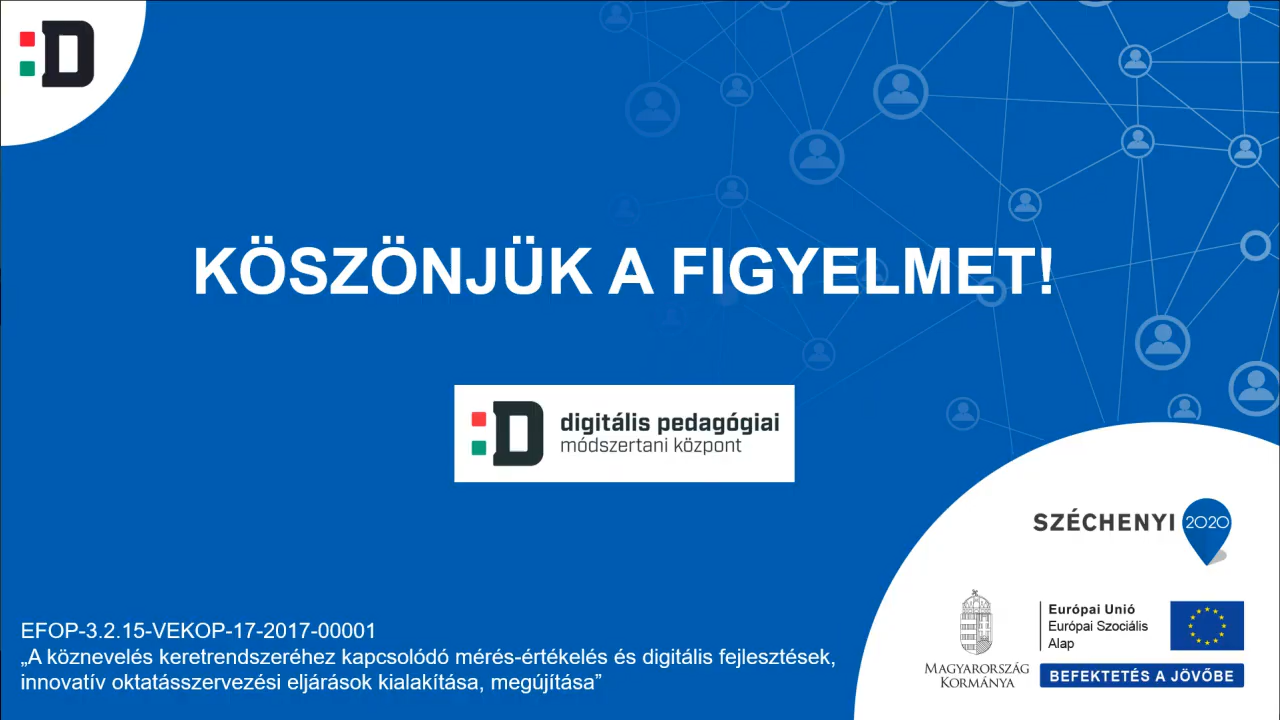 :D
KÖSZÖNJÜK A FIGYELMET!
:D digitális pedagógiai
módszertani központ
SZÉCHENYI 2020
EFOP-3.2.15-VEKOP-17-2017-00001
„A köznevelés keretrendszeréhez kapcsolódó mérés-értékelés és digitális fejlesztések,
innovatív oktatásszervezési eljárások kialakítása, megújítása”
MAGYARORSZÁG
KORMÁNYA
Európai Unió
Európai Szociális
Alap
BEFEKTETÉS A JÖVŐBE